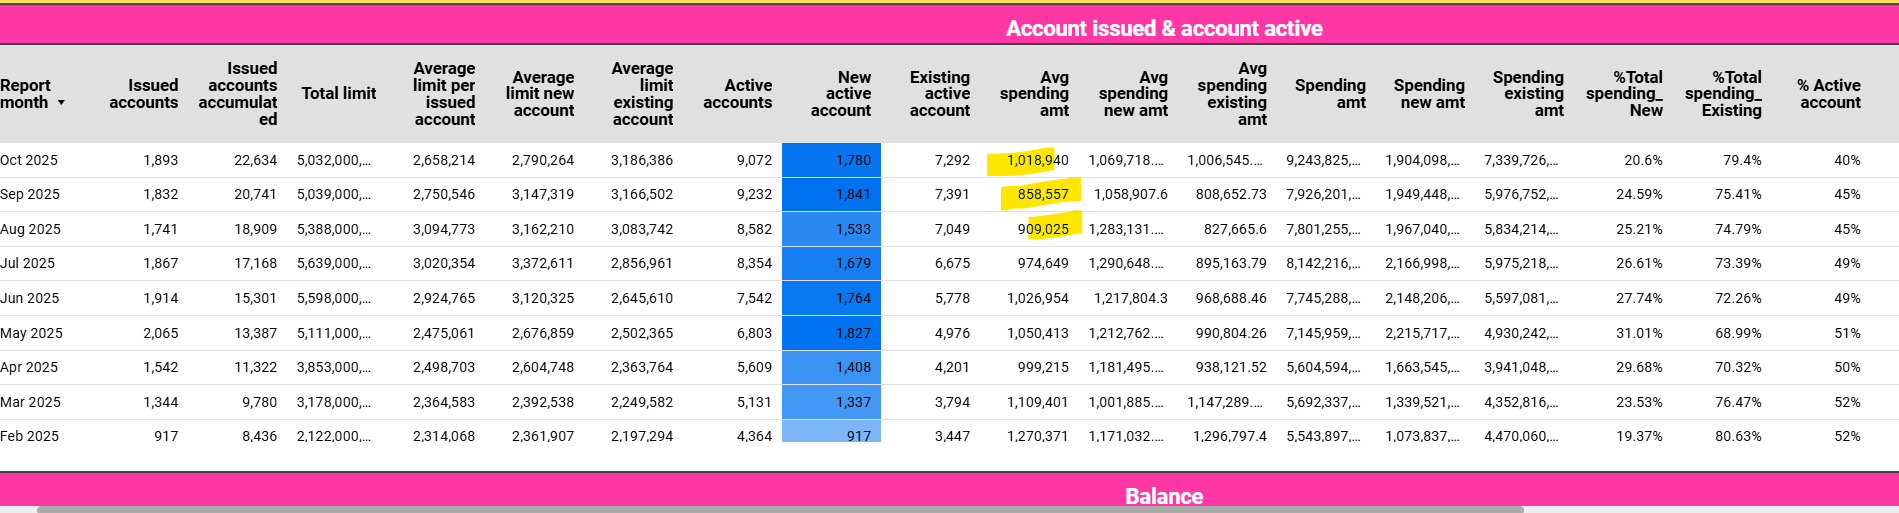 Account issued & account active
Report month ▼ Issued accounts Issued accounts accumulat ed Total limit Average limit per issued account Average limit new account Average limit existing account Active accounts New active account Existing active account Avg spending amt Avg spending new amt Avg spending existing amt Spending amt Spending new amt Spending existing amt %Total spending_ New %Total spending_ Existing % Active account
Oct 2025 1,893 22,634 5,032,000,... 2,658,214 2,790,264 3,186,386 9,072 1,780 7,292 1,018,940 1,069,718.... 1,006,545.... 9,243,825,... 1,904,098,... 7,339,726,... 20.6% 79.4% 40%
Sep 2025 1,832 20,741 5,039,000,... 2,750,546 3,147,319 3,166,502 9,232 1,841 7,391 858,557 1,058,907.6 808,652.73 7,926,201,... 1,949,448,... 5,976,752,... 24.59% 75.41% 45%
Aug 2025 1,741 18,909 5,388,000,... 3,094,773 3,162,210 3,083,742 8,582 1,533 7,049 909,025 1,283,131.... 827,665.6 7,801,255,... 1,967,040,... 5,834,214,... 25.21% 74.79% 45%
Jul 2025 1,867 17,168 5,639,000,... 3,020,354 3,372,611 2,856,961 8,354 1,679 6,675 974,649 1,290,648.... 895,163.79 8,142,216,... 2,166,998,... 5,975,218,... 26.61% 73.39% 49%
Jun 2025 1,914 15,301 5,598,000,... 2,924,765 3,120,325 2,645,610 7,542 1,764 5,778 1,026,954 1,217,804.3 968,688.46 7,745,288,... 2,148,206,... 5,597,081,... 27.74% 72.26% 49%
May 2025 2,065 13,387 5,111,000,... 2,475,061 2,676,859 2,502,365 6,803 1,827 4,976 1,050,413 1,212,762.... 990,804.26 7,145,959,... 2,215,717,... 4,930,242,... 31.01% 68.99% 51%
Apr 2025 1,542 11,322 3,853,000,... 2,498,703 2,604,748 2,363,764 5,609 1,408 4,201 999,215 1,181,495.... 938,121.52 5,604,594,... 1,663,545,... 3,941,048,... 29.68% 70.32% 50%
Mar 2025 1,344 9,780 3,178,000,... 2,364,583 2,392,538 2,249,582 5,131 1,337 3,794 1,109,401 1,001,885.... 1,147,289.... 5,692,337,... 1,339,521,... 4,352,816,... 23.53% 76.47% 52%
Feb 2025 917 8,436 2,122,000,... 2,314,068 2,361,907 2,197,294 4,364 917 3,447 1,270,371 1,171,032.... 1,296,797.4 5,543,897,... 1,073,837,... 4,470,060,... 19.37% 80.63% 52%
Balance